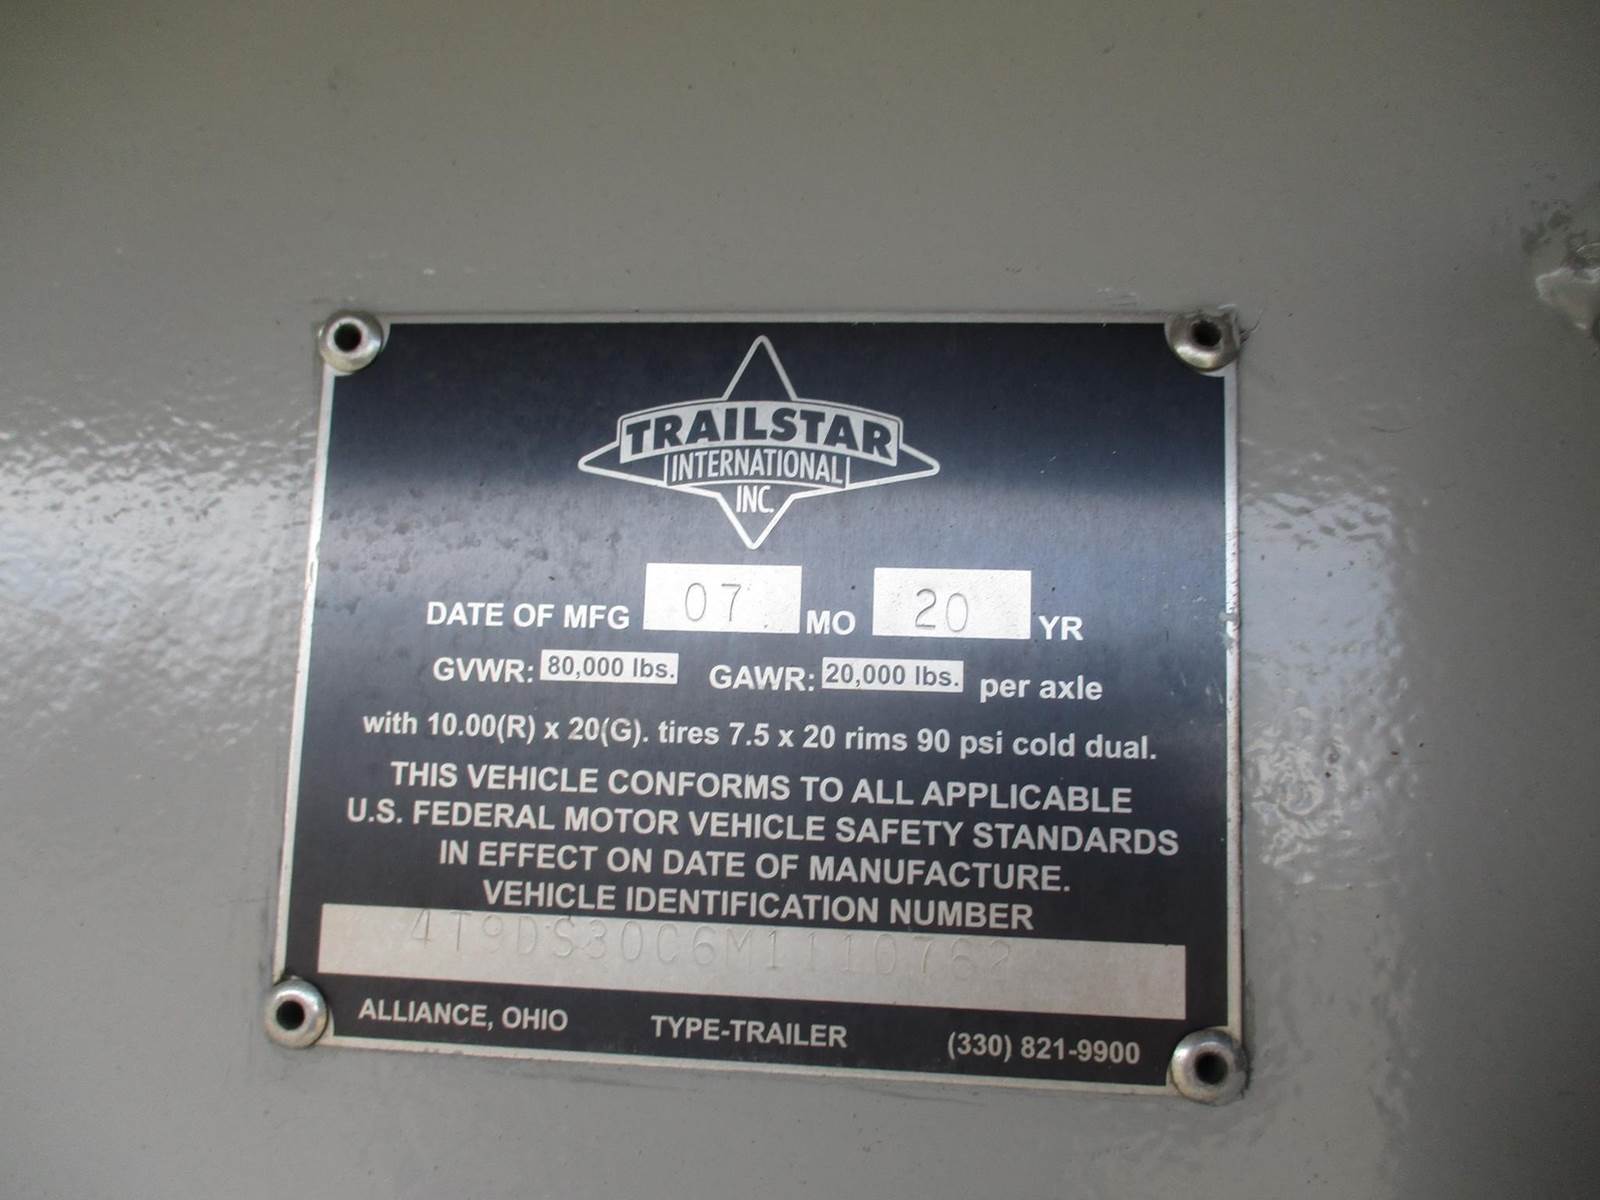 TRAILSTAR
INTERNATIONAL
INC.
DATE OF MFG 07 MO 20 YR
GVWR: 80,000 lbs. GAWR: 20,000 lbs. per axle
with 10.00(R) x 20(G). tires 7.5 x 20 rims 90 psi cold dual.
THIS VEHICLE CONFORMS TO ALL APPLICABLE
U.S. FEDERAL MOTOR VEHICLE SAFETY STANDARDS
IN EFFECT ON DATE OF MANUFACTURE.
VEHICLE IDENTIFICATION NUMBER
4T9DS30C6M1110762
ALLIANCE, OHIO TYPE-TRAILER (330) 821-9900